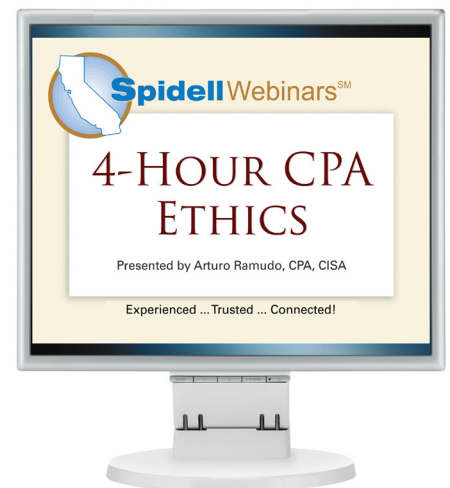 Spidell Webinars℠
4-Hour CPA
Ethics
Presented by Arturo Ramudo, CPA, CISA
Experienced ... Trusted ... Connected!